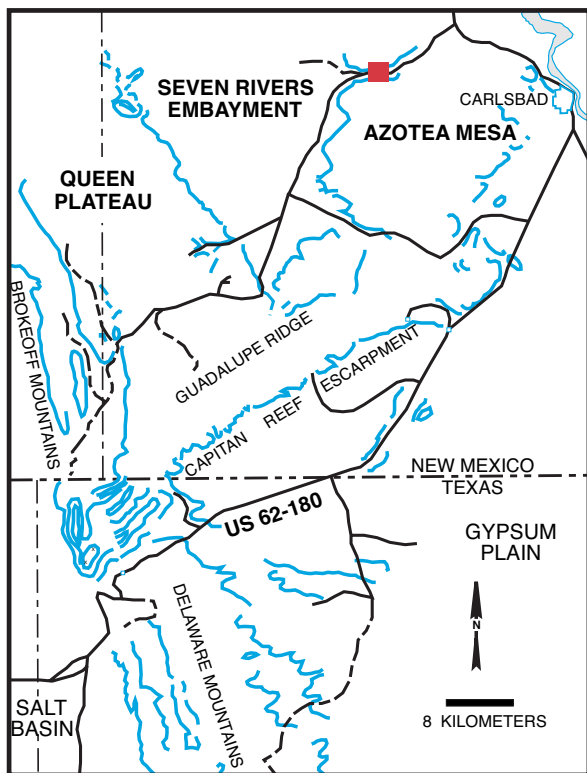 SEVEN RIVERS
EMBAYMENT
CARLSBAD
AZOTEA MESA
QUEEN
PLATEAU
BROKEOFF MOUNTAINS
GUADALUPE RIDGE
CAPITAN REEF ESCARPMENT
NEW MEXICO
TEXAS
US 62-180
GYPSUM
PLAIN
DELAWARE MOUNTAINS
N
SALT
BASIN
8 KILOMETERS